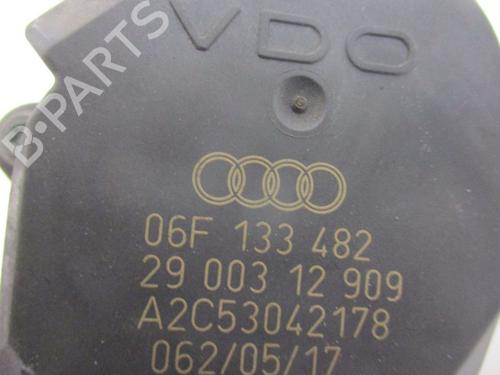 VDO
B-PARTS
06F 133 482
29 003 12 909
A2C53042178
062/05/17